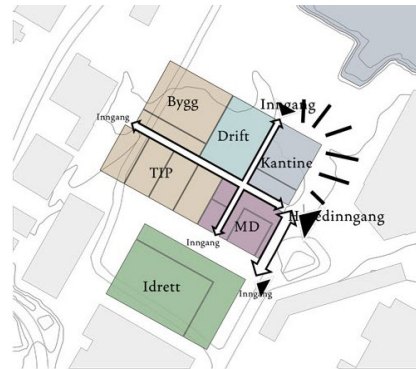 Bygg
Inngang
Inngang
Drift
Kantine
TIP
Hovedinngang
MD
Inngang
Idrett
Inngang